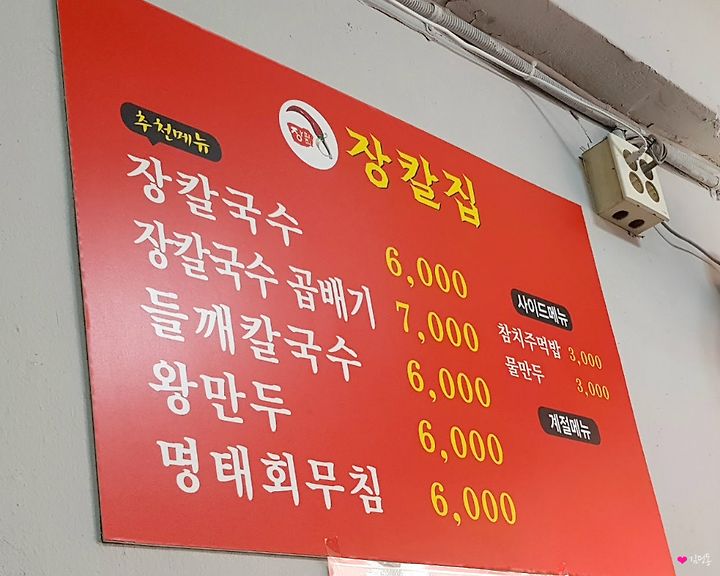 장칼집
추천메뉴
장칼국수 6,000
장칼국수 곱배기 7,000
들깨칼국수 6,000
왕만두 6,000
명태회무침 6,000
사이드메뉴
참치주먹밥 3,000
물만두 3,000
계절메뉴